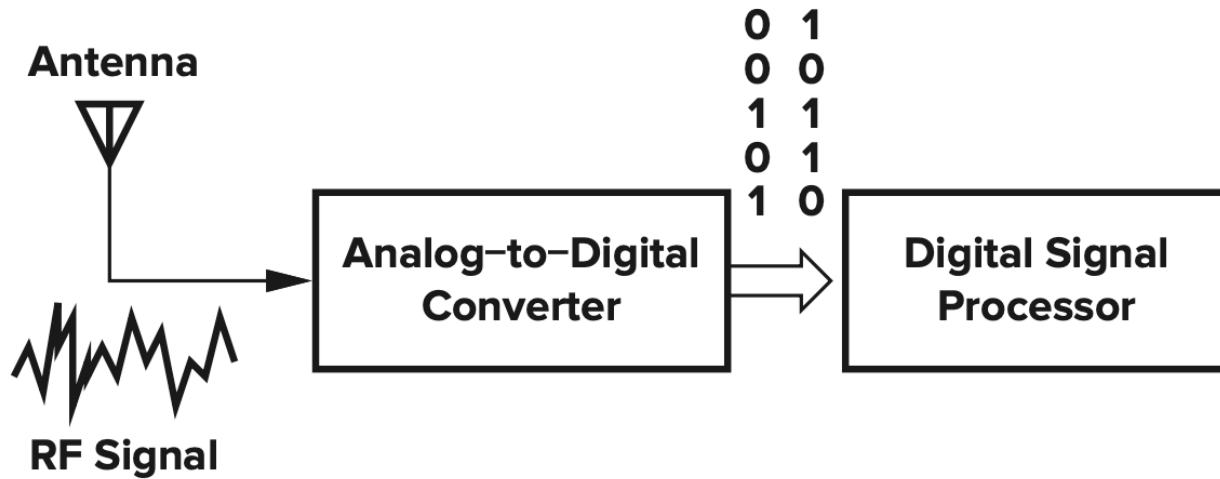 Antenna
0 1
0 0
1 1
0 1
1 0
Analog-to-Digital
Converter
Digital Signal
Processor
RF Signal